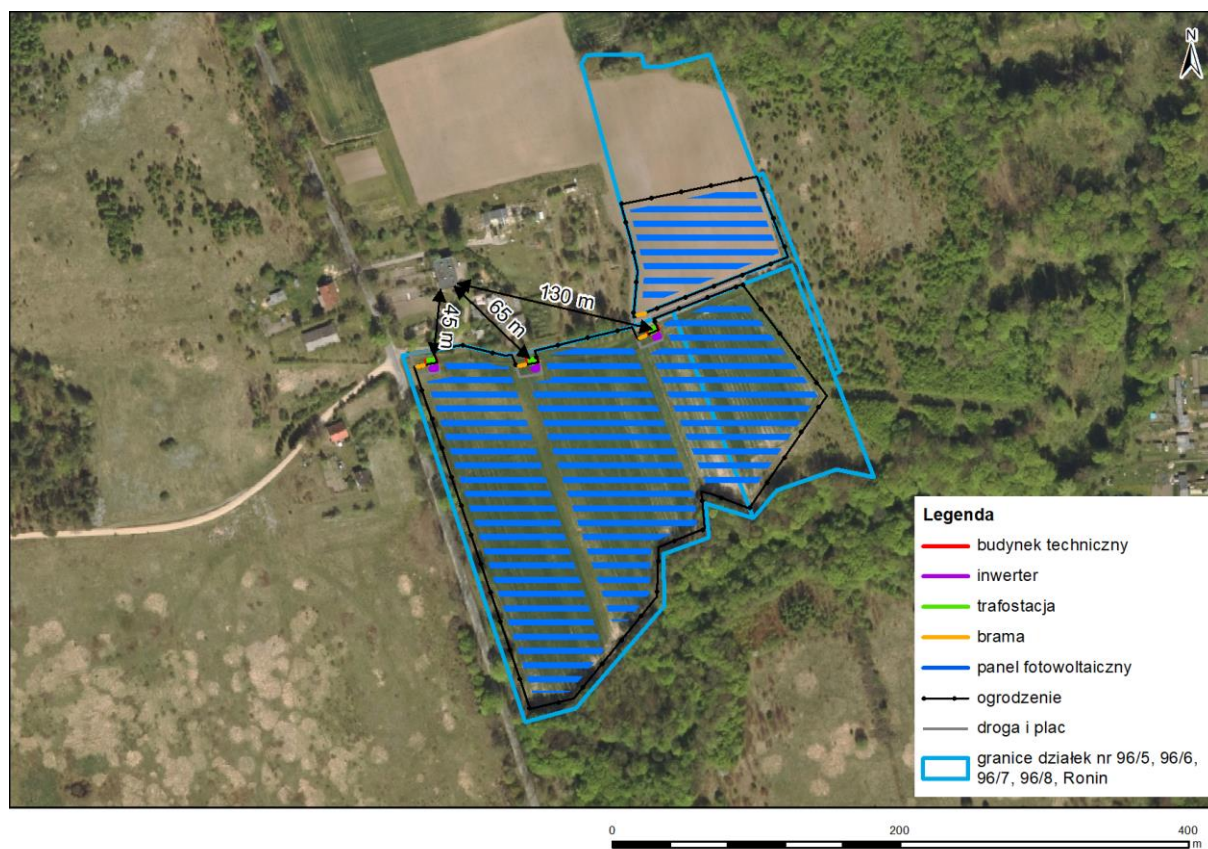 N
130 m
65 m
45 m
Legenda
budynek techniczny
inwerter
trafostacja
brama
panel fotowoltaiczny
ogrodzenie
droga i plac
granice działek nr 96/5, 96/6,
96/7, 96/8, Ronin
0 200 400
m